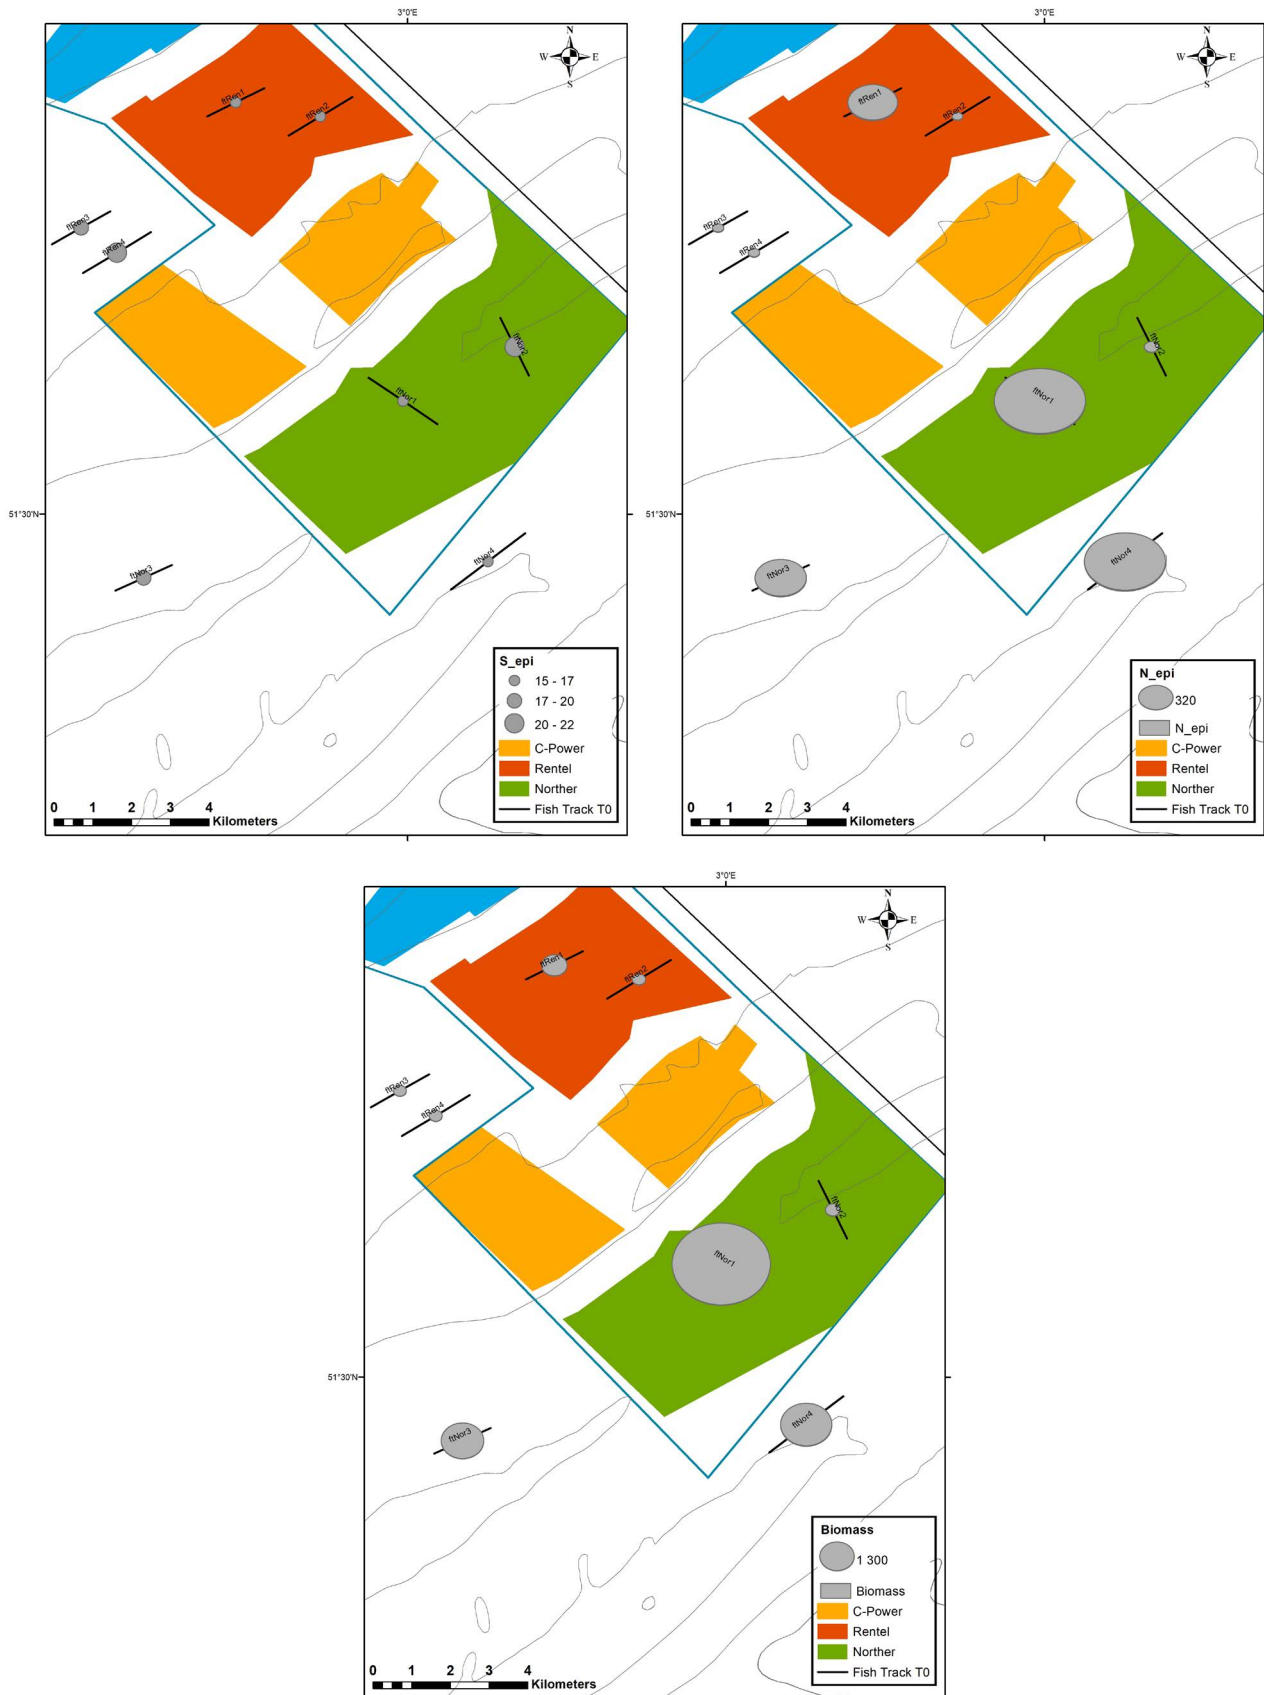 3°0'E
N
W E
S
ftRen1
ftRen2
ftRen3
ftRen4
ftNor2
ftNor1
51°30'N
ftNor4
ftNor3
S_epi
15 - 17
17 - 20
20 - 22
C-Power
Rentel
Norther
Fish Track T0
0 1 2 3 4
Kilometers
3°0'E
N
W E
S
ftRen1
ftRen2
ftRen3
ftRen4
ftNor2
ftNor1
51°30'N
ftNor4
ftNor3
N_epi
320
N_epi
C-Power
Rentel
Norther
Fish Track T0
0 1 2 3 4
Kilometers
3°0'E
N
W E
S
ftRen1
ftRen2
ftRen3
ftRen4
ftNor2
ftNor1
51°30'N
ftNor4
ftNor3
Biomass
1 300
Biomass
C-Power
Rentel
Norther
Fish Track T0
0 1 2 3 4
Kilometers